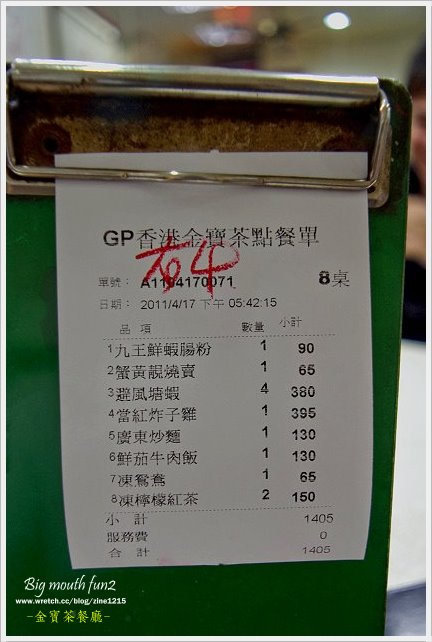 GP香港金寶茶點餐單
右4
單號： A1104170071 8桌
日期： 2011/4/17 下午 05:42:15
品 項 數量 小計
1九王鮮蝦腸粉 1 90
2蟹黃靚燒賣 1 65
3避風塘蝦 4 380
4當紅炸子雞 1 395
5廣東炒麵 1 130
6鮮茄牛肉飯 1 130
7凍鴛鴦 1 65
8凍檸檬紅茶 2 150
小 計 1405
服務費 0
合 計 1405
Big mouth fun2
www.wretch.cc/blog/zine1215
-金寶茶餐廳-